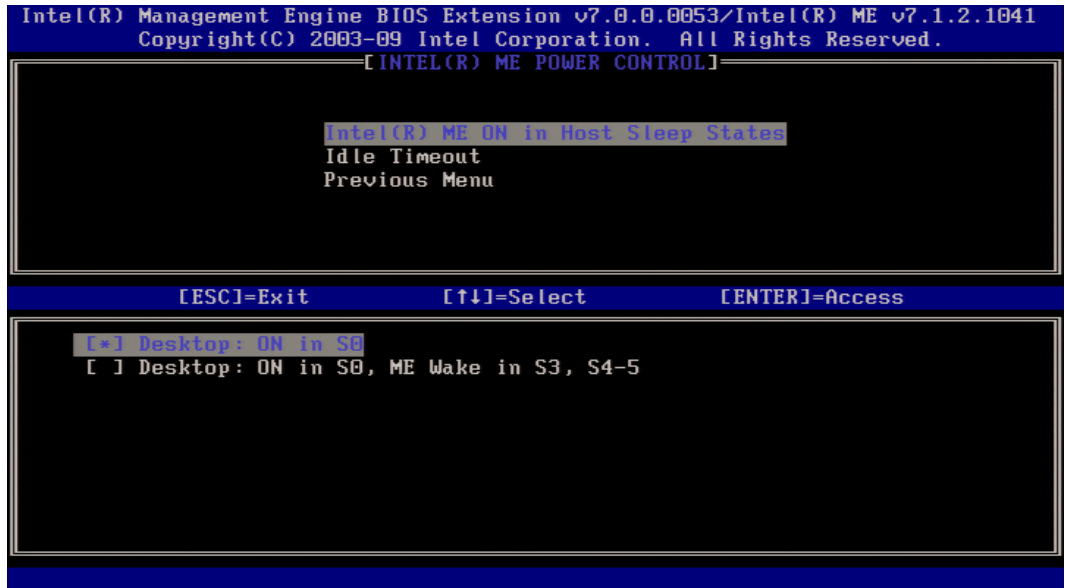 Intel(R) Management Engine BIOS Extension v7.0.0.0053/Intel(R) ME v7.1.2.1041
Copyright(C) 2003-09 Intel Corporation. All Rights Reserved.
[INTEL(R) ME POWER CONTROL]
Intel(R) ME ON in Host Sleep States
Idle Timeout
Previous Menu
[ESC]=Exit [↑↓]=Select [ENTER]=Access
[*] Desktop: ON in S0
[ ] Desktop: ON in S0, ME Wake in S3, S4-5